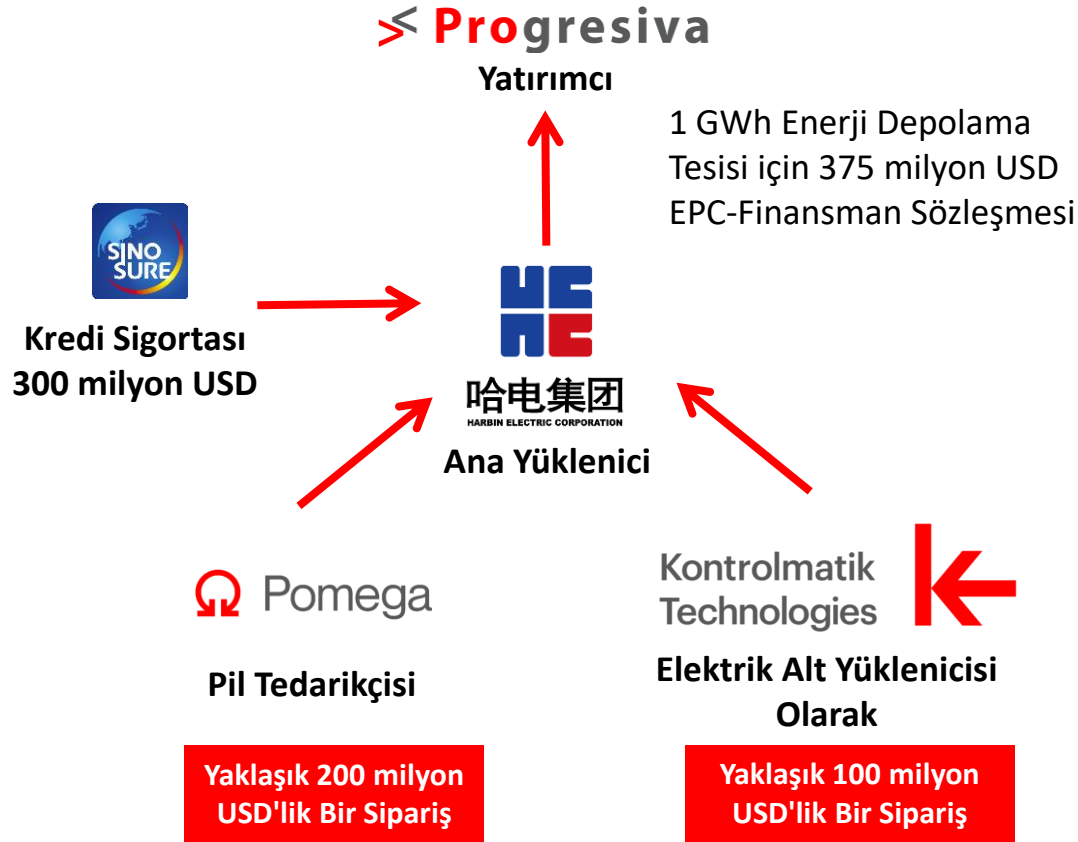 Progresiva
Yatırımcı
1 GWh Enerji Depolama
Tesisi için 375 milyon USD
EPC-Finansman Sözleşmesi
SINO
SURE
Kredi Sigortası
300 milyon USD
哈电集团
HARBIN ELECTRIC CORPORATION
Ana Yüklenici
Pomega
Pil Tedarikçisi
Yaklaşık 200 milyon
USD'lik Bir Sipariş
Kontrolmatik
Technologies
Elektrik Alt Yüklenicisi
Olarak
Yaklaşık 100 milyon
USD'lik Bir Sipariş